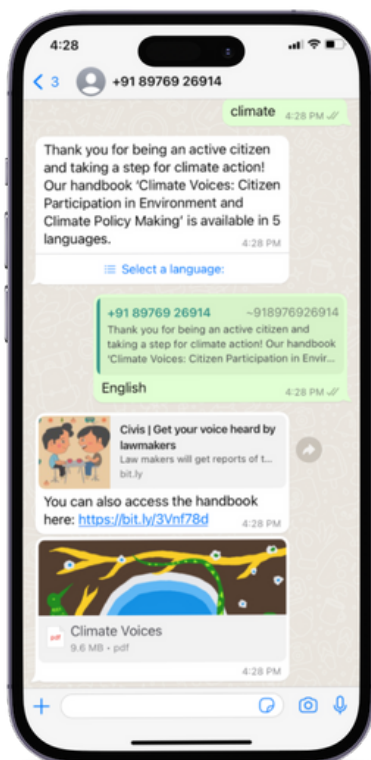 4:28
3
+91 89769 26914
climate
4:28 PM
Thank you for being an active citizen
and taking a step for climate action!
Our handbook 'Climate Voices: Citizen
Participation in Environment and
Climate Policy Making' is available in 5
languages.
4:28 PM
Select a language:
+91 89769 26914 ~918976926914
Thank you for being an active citizen and
taking a step for climate action! Our handbook
'Climate Voices: Citizen Participation in Envir...
English
4:28 PM
Civis | Get your voice heard by
lawmakers
Law makers will get reports of t...
bit.ly
You can also access the handbook
here: https://bit.ly/3Vnf78d
4:28 PM
pdf
Climate Voices
9.6 MB • pdf
4:28 PM